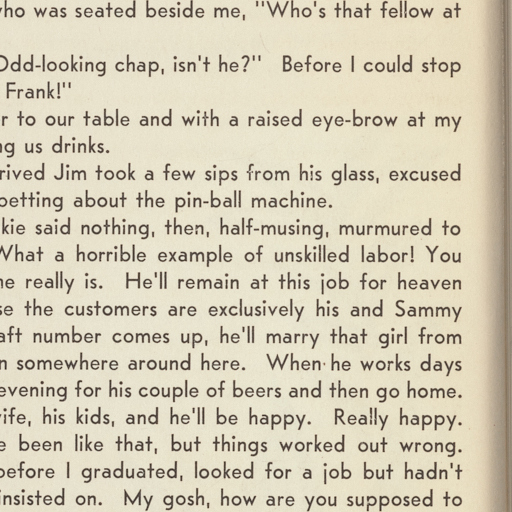 who was seated beside me, "Who's that fellow at
Odd-looking chap, isn't he?" Before I could stop
Frank!"
to our table and with a raised eye-brow at my
us drinks.
Jim took a few sips from his glass, excused
betting about the pin-ball machine.
said nothing, then, half-musing, murmured to
What a horrible example of unskilled labor! You
really is. He'll remain at this job for heaven
the customers are exclusively his and Sammy
number comes up, he'll marry that girl from
somewhere around here. When he works days
evening for his couple of beers and then go home.
his kids, and he'll be happy. Really happy.
been like that, but things worked out wrong.
before I graduated, looked for a job but hadn't
insisted on. My gosh, how are you supposed to